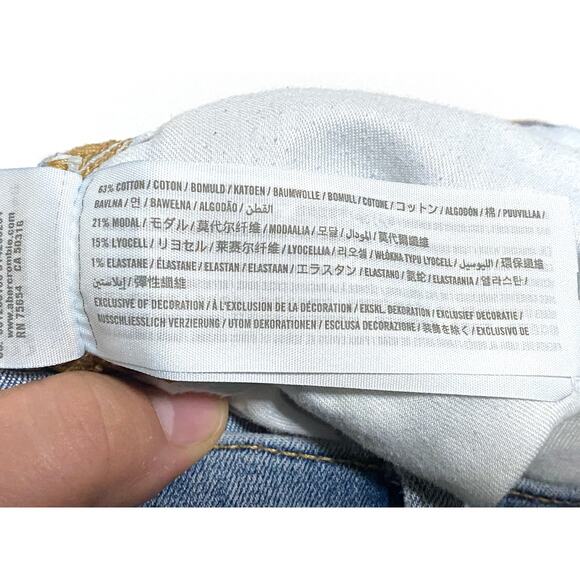 63% COTTON / COTON / BOMULD / KATOEN / BAUMWOLLE / BOMULL / COTONE / コットン / ALGODÓN / 棉 / PUUVILLAA /
BAVLNA / 면 / BAWEŁNA / ALGODÃO / القطن /
21% MODAL / モダル / 莫代尔纤维 / MODAALIA / 모달 / المودال / 莫代爾纖維
15% LYOCELL / リヨセル / 莱赛尔纤维 / LYOCELLIA / 리오셀 / WŁÓKNA TYPU LYOCELL / الليوسيل / 環保纖維
1% ELASTANE / ÉLASTANE / ELASTAN / ELASTAAN / エラスタン / ELASTANO / 氨纶 / ELASTAANIA / 엘라스탄 /
إيلاستين / 彈性纖維
EXCLUSIVE OF DECORATION / À L'EXCLUSION DE LA DÉCORATION / EKSKL. DEKORATION / EXCLUSIEF DECORATIE /
AUSSCHLIESSLICH VERZIERUNG / UTOM DEKORATIONEN / ESCLUSA DECORAZIONE / 装飾を除く / EXCLUSIVO DE
www.abercrombie.com
RN 75654 CA 50316